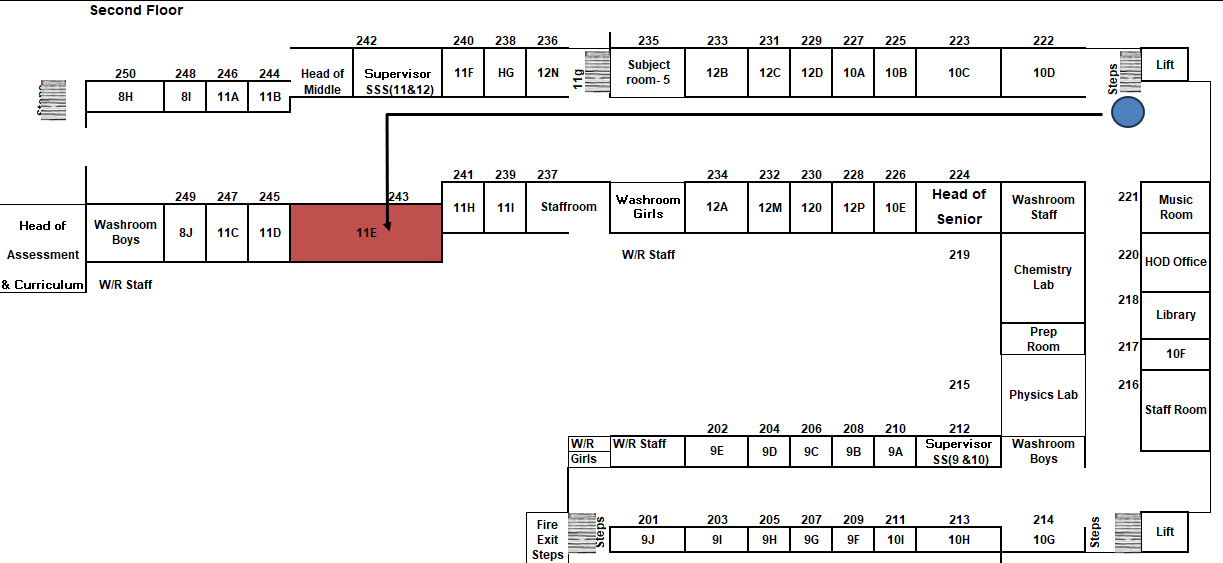 Second Floor
242 240 238 236 235 233 231 229 227 225 223 222
250 248 246 244
Head of
Middle
Supervisor
SSS(11&12)
11F HG 12N
11g
Subject
room- 5
12B 12C 12D 10A 10B 10C 10D
Steps
Lift
8H 8I 11A 11B
241 239 237 234 232 230 228 226 224
249 247 245 243
221
Head of
Assessment
& Curriculum
Washroom
Boys
8J 11C 11D 11E
11H 11I Staffroom
Washroom
Girls
12A 12M 120 12P 10E
Head of
Senior
Washroom
Staff
Music
Room
W/R Staff
W/R Staff
219
Chemistry
Lab
220
HOD Office
218
Library
Prep
Room
217
10F
215
Physics Lab
216
Staff Room
202 204 206 208 210 212
W/R
Girls
W/R Staff
9E 9D 9C 9B 9A
Supervisor
SS(9 &10)
Washroom
Boys
201 203 205 207 209 211 213 214
Fire
Exit
Steps
Steps
9J 9I 9H 9G 9F 10I 10H 10G
Steps
Lift